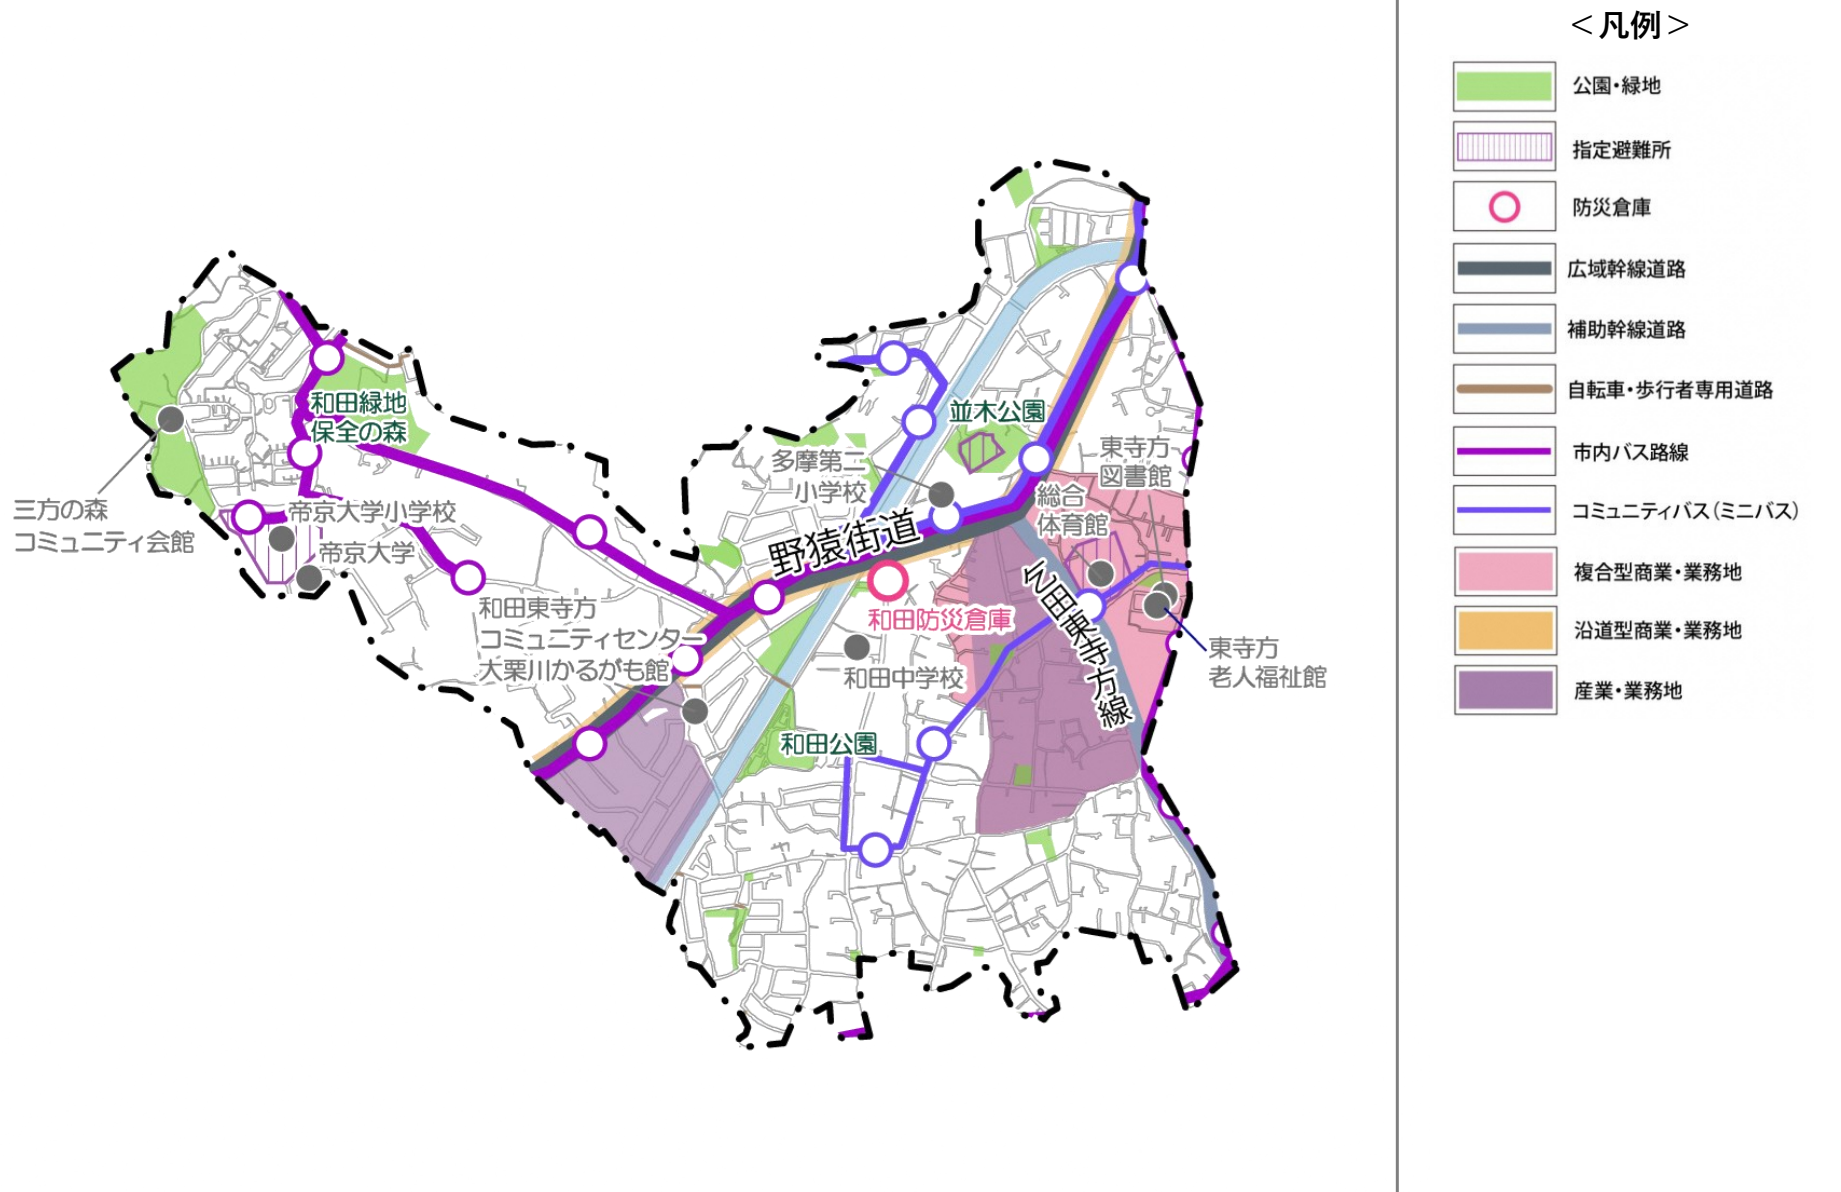 ＜凡例＞
公園・緑地
指定避難所
防災倉庫
広域幹線道路
補助幹線道路
自転車・歩行者専用道路
市内バス路線
コミュニティバス（ミニバス）
複合型商業・業務地
沿道型商業・業務地
産業・業務地
和田緑地
保全の森
並木公園
東寺方
図書館
多摩第二
小学校
総合
体育館
三方の森
コミュニティ会館
帝京大学小学校
帝京大学
野猿街道
和田東寺方
コミュニティセンター
大栗川かるがも館
和田防災倉庫
乞田東寺方線
和田中学校
東寺方
老人福祉館
和田公園